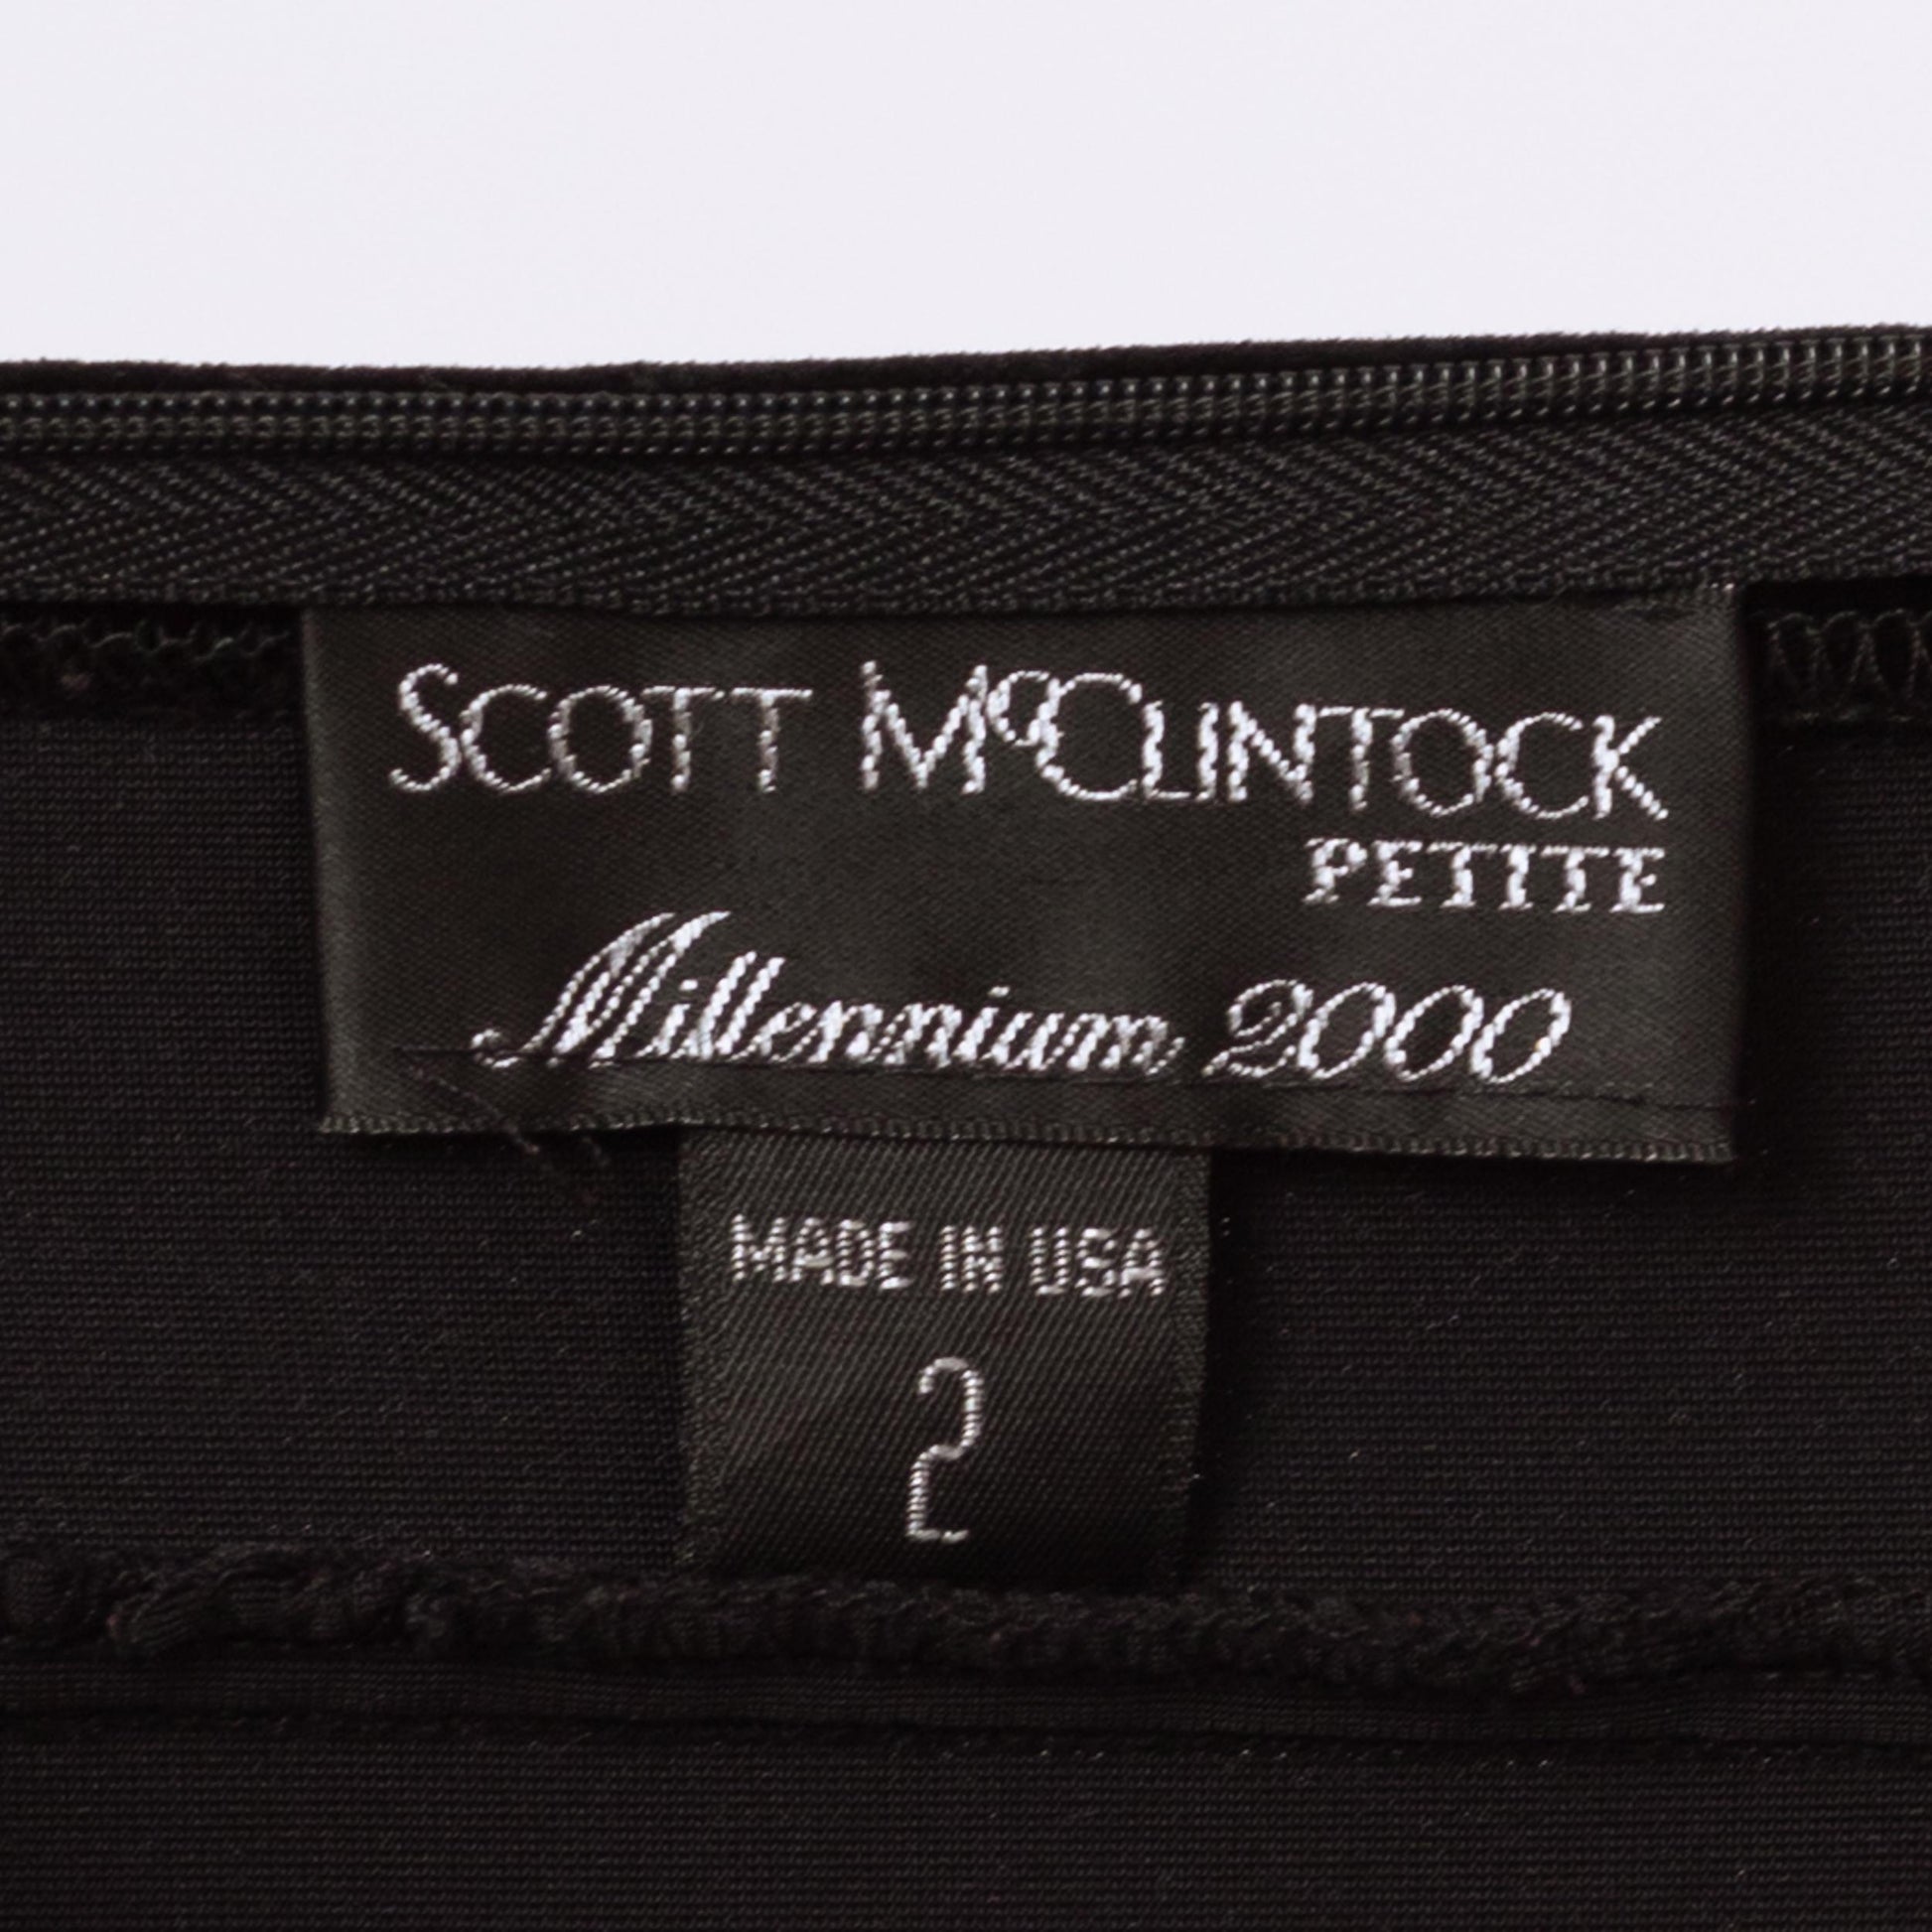 SCOTT McCLINTOCK
PETITE
Millennium 2000
MADE IN USA
2